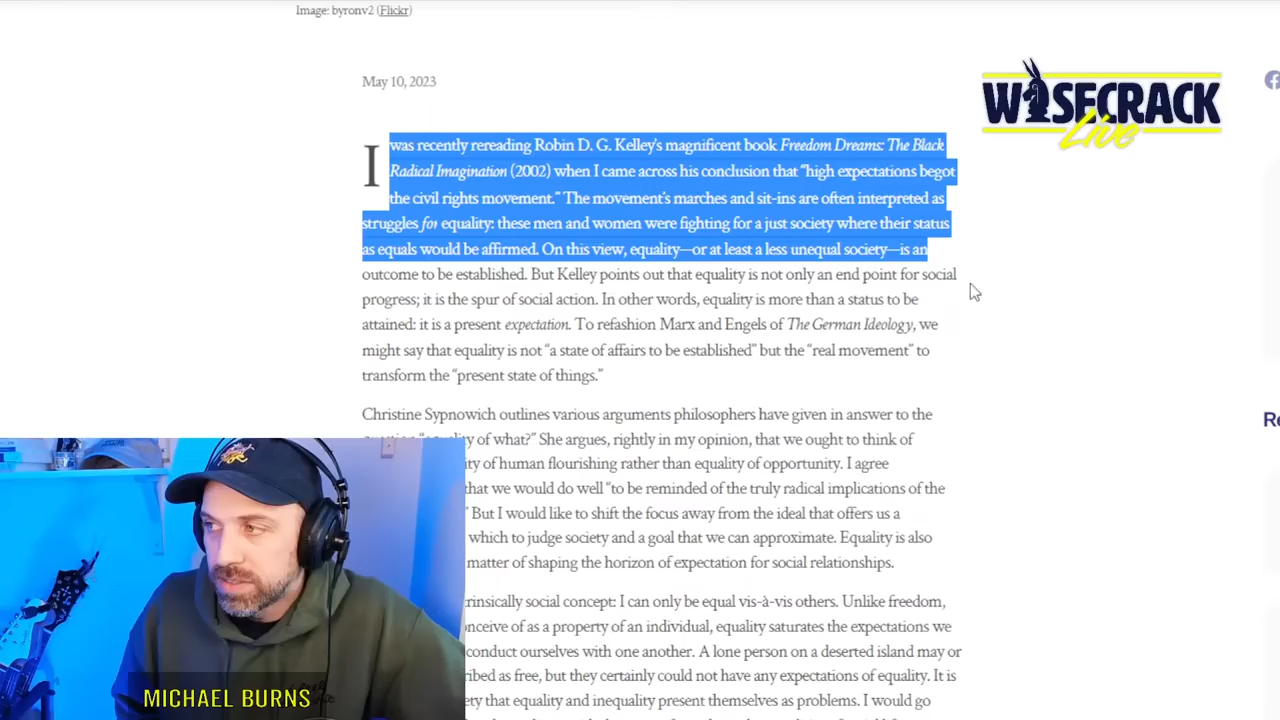 Image: byronv2 (Flickr)
May 10, 2023
WISECRACK
Live
I was recently rereading Robin D. G. Kelley's magnificent book Freedom Dreams: The Black
Radical Imagination (2002) when I came across his conclusion that “high expectations begot
the civil rights movement.” The movement's marches and sit-ins are often interpreted as
struggles for equality: these men and women were fighting for a just society where their status
as equals would be affirmed. On this view, equality—or at least a less unequal society—is an
outcome to be established. But Kelley points out that equality is not only an end point for social
progress; it is the spur of social action. In other words, equality is more than a status to be
attained: it is a present expectation. To refashion Marx and Engels of The German Ideology, we
might say that equality is not “a state of affairs to be established” but the “real movement” to
transform the “present state of things.”
Christine Sypnowich outlines various arguments philosophers have given in answer to the
of what?” She argues, rightly in my opinion, that we ought to think of
of human flourishing rather than equality of opportunity. I agree
that we would do well “to be reminded of the truly radical implications of the
But I would like to shift the focus away from the ideal that offers us a
which to judge society and a goal that we can approximate. Equality is also
matter of shaping the horizon of expectation for social relationships.
social concept: I can only be equal vis-à-vis others. Unlike freedom,
of as a property of an individual, equality saturates the expectations we
conduct ourselves with one another. A lone person on a deserted island may or
as free, but they certainly could not have any expectations of equality. It is
that equality and inequality present themselves as problems. I would go
Re
MICHAEL BURNS